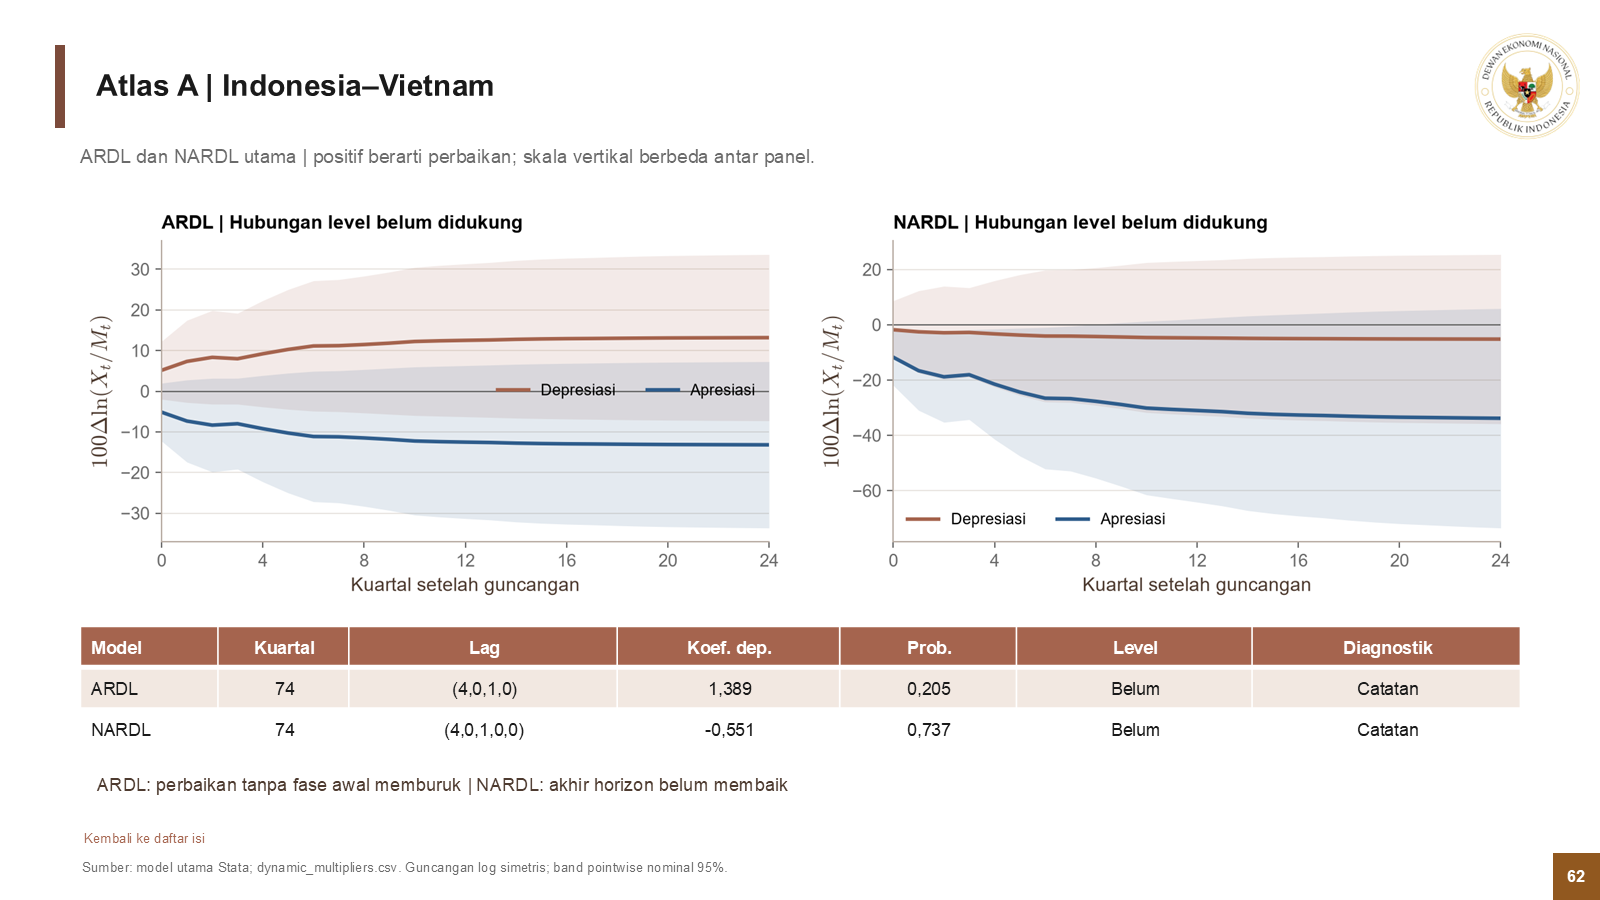 Atlas A | Indonesia–Vietnam
DEWAN EKONOMI NASIONAL
REPUBLIK INDONESIA
ARDL dan NARDL utama | positif berarti perbaikan; skala vertikal berbeda antar panel.
ARDL | Hubungan level belum didukung
100Δln(Xt/Mt)
30
20
10
0
−10
−20
−30
Depresiasi
Apresiasi
0 4 8 12 16 20 24
Kuartal setelah guncangan
NARDL | Hubungan level belum didukung
100Δln(Xt/Mt)
20
0
−20
−40
−60
Depresiasi
Apresiasi
0 4 8 12 16 20 24
Kuartal setelah guncangan
Model Kuartal Lag Koef. dep. Prob. Level Diagnostik
ARDL 74 (4,0,1,0) 1,389 0,205 Belum Catatan
NARDL 74 (4,0,1,0,0) -0,551 0,737 Belum Catatan
ARDL: perbaikan tanpa fase awal memburuk | NARDL: akhir horizon belum membaik
Kembali ke daftar isi
Sumber: model utama Stata; dynamic_multipliers.csv. Guncangan log simetris; band pointwise nominal 95%.
62